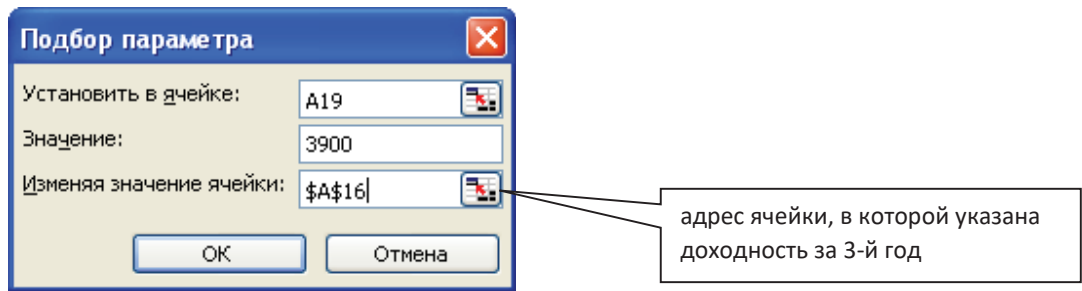 Подбор параметра
Установить в ячейке: A19
Значение: 3900
Изменяя значение ячейки: $A$16
ОК Отмена
адрес ячейки, в которой указана
доходность за 3-й год